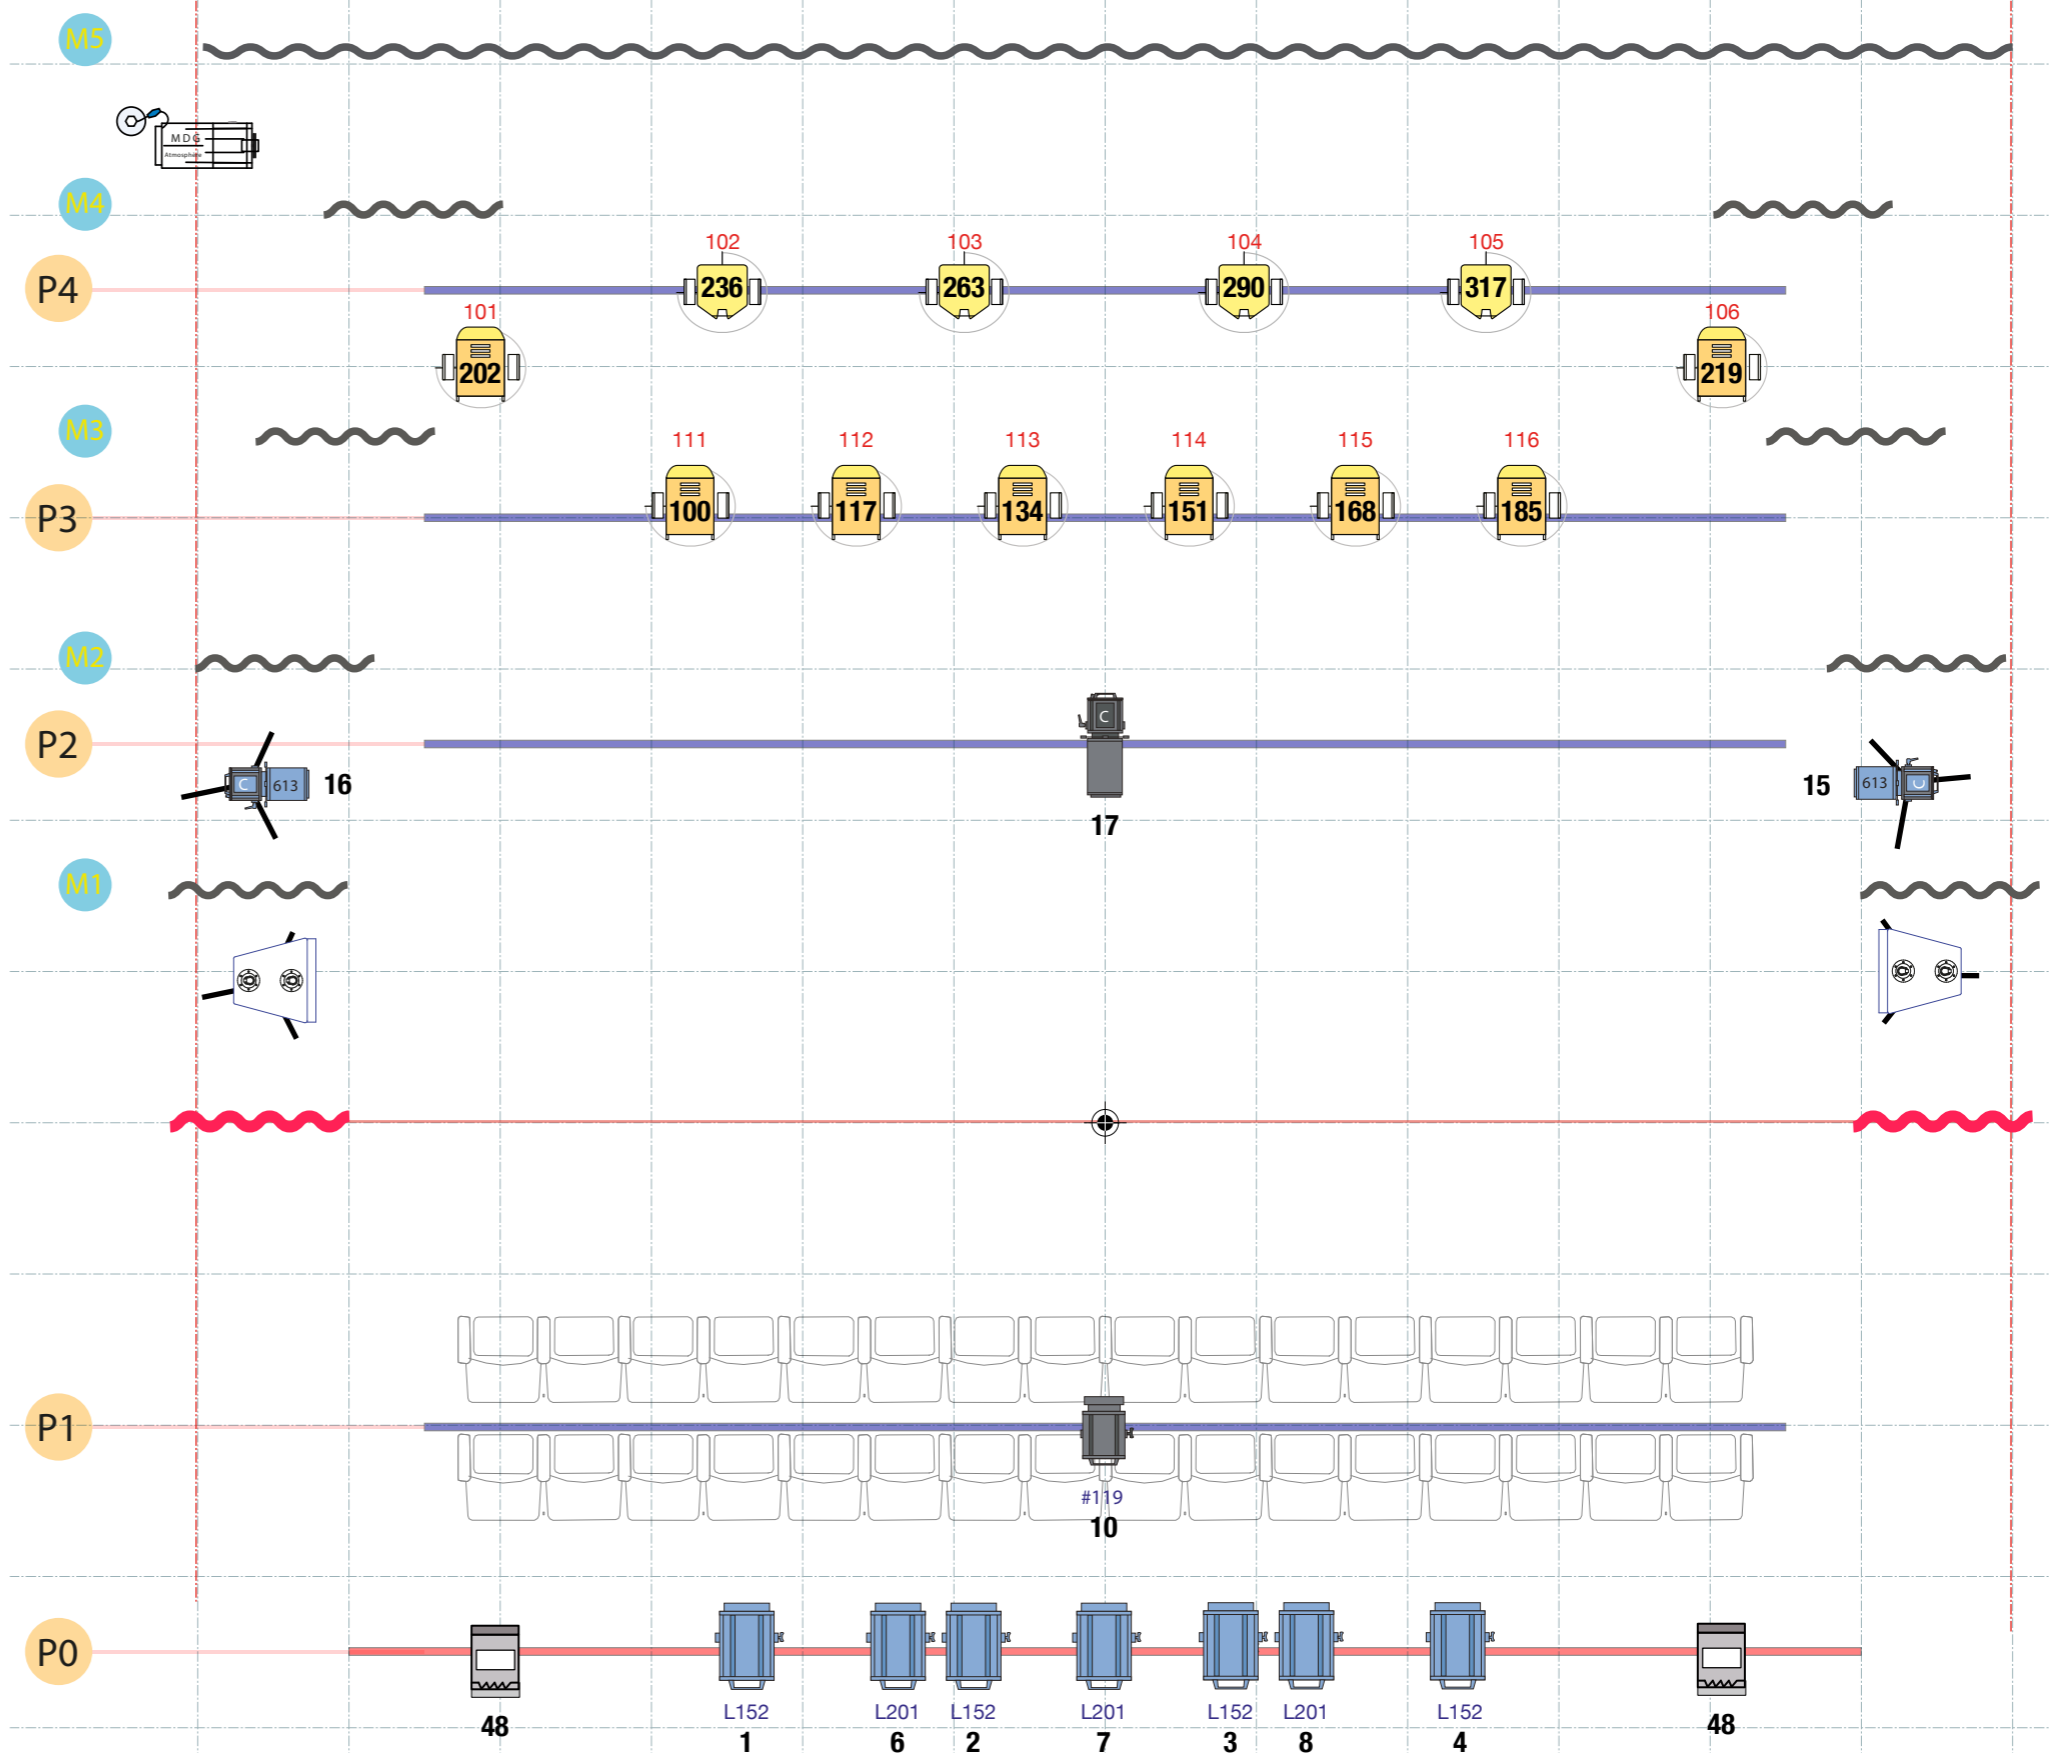 M5
MDG
Atmosphère
M4
102 103 104 105
P4 236 263 290 317
101 106
202 219
M3
111 112 113 114 115 116
P3 100 117 134 151 168 185
M2
C
P2
C 613 16 15 613 C
17
M1
P1
#119
10
P0
L152 L201 L152 L201 L152 L201 L152
48 1 6 2 7 3 8 4 48